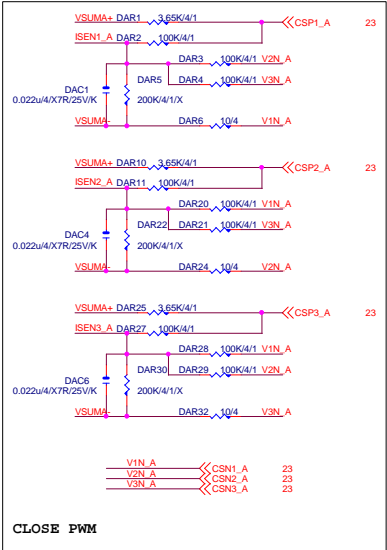 VSUMA+ DAR1 3.65K/4/1 CSP1_A 23
ISEN1_A DAR2 100K/4/1
DAR3 100K/4/1 V2N_A
DAC1 DAR5 DAR4 100K/4/1 V3N_A
0.022u/4/X7R/25V/K 200K/4/1/X
VSUMA- DAR6 10/4 V1N_A
VSUMA+ DAR10 3.65K/4/1 CSP2_A 23
ISEN2_A DAR11 100K/4/1
DAR20 100K/4/1 V1N_A
DAC4 DAR22 DAR21 100K/4/1 V3N_A
0.022u/4/X7R/25V/K 200K/4/1/X
VSUMA- DAR24 10/4 V2N_A
VSUMA+ DAR25 3.65K/4/1 CSP3_A 23
ISEN3_A DAR27 100K/4/1
DAR28 100K/4/1 V1N_A
DAC6 DAR30 DAR29 100K/4/1 V2N_A
0.022u/4/X7R/25V/K 200K/4/1/X
VSUMA- DAR32 10/4 V3N_A
V1N_A CSN1_A 23
V2N_A CSN2_A 23
V3N_A CSN3_A 23
CLOSE PWM